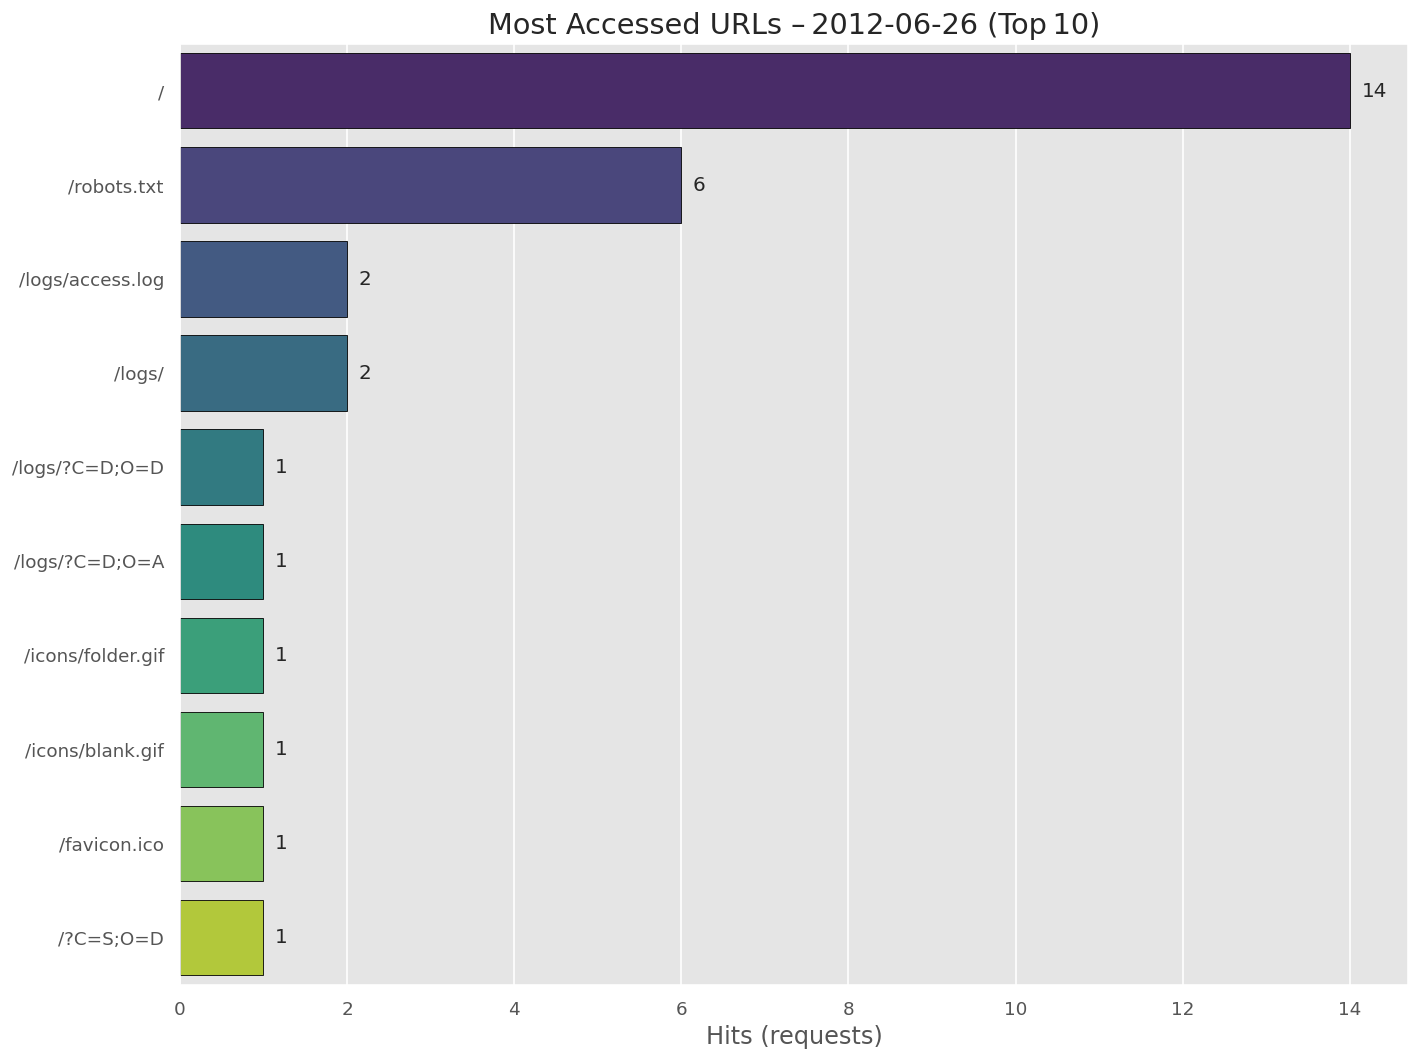 Most Accessed URLs – 2012-06-26 (Top 10)
/
14
/robots.txt
6
/logs/access.log
2
/logs/
2
/logs/?C=D;O=D
1
/logs/?C=D;O=A
1
/icons/folder.gif
1
/icons/blank.gif
1
/favicon.ico
1
/?C=S;O=D
1
0 2 4 6 8 10 12 14
Hits (requests)